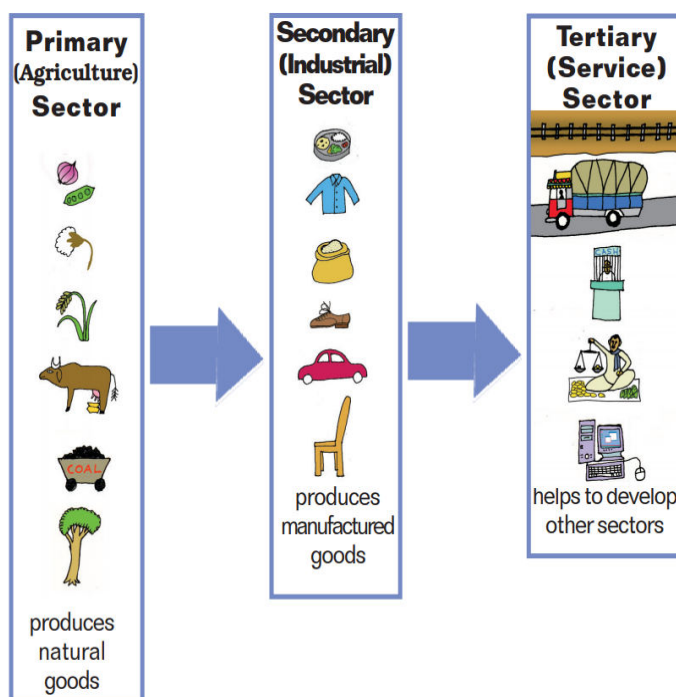 Primary
(Agriculture)
Sector
COAL
produces
natural
goods
Secondary
(Industrial)
Sector
produces
manufactured
goods
Tertiary
(Service)
Sector
CASH
helps to develop
other sectors